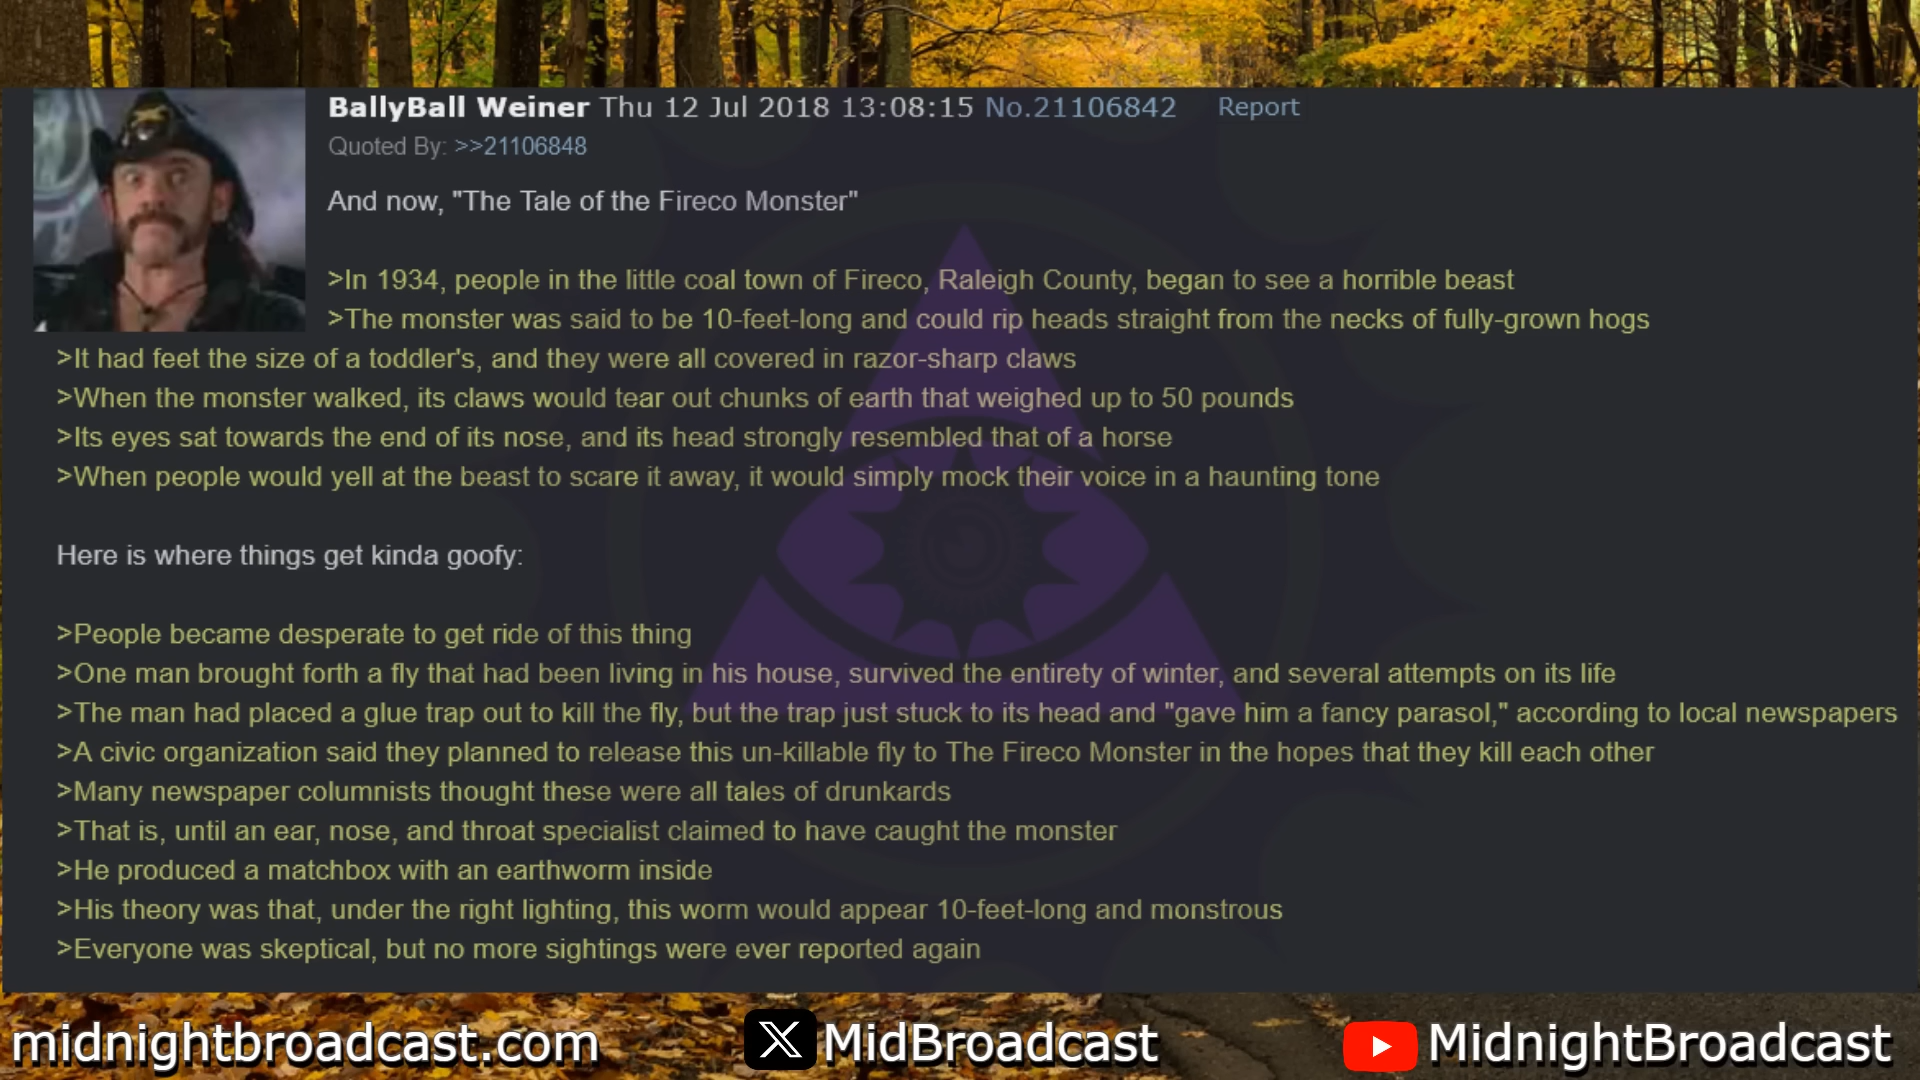 BallyBall Weiner Thu 12 Jul 2018 13:08:15 No.21106842 Report
Quoted By: >>21106848
And now, "The Tale of the Fireco Monster"
>In 1934, people in the little coal town of Fireco, Raleigh County, began to see a horrible beast
>The monster was said to be 10-feet-long and could rip heads straight from the necks of fully-grown hogs
>It had feet the size of a toddler's, and they were all covered in razor-sharp claws
>When the monster walked, its claws would tear out chunks of earth that weighed up to 50 pounds
>Its eyes sat towards the end of its nose, and its head strongly resembled that of a horse
>When people would yell at the beast to scare it away, it would simply mock their voice in a haunting tone
Here is where things get kinda goofy:
>People became desperate to get ride of this thing
>One man brought forth a fly that had been living in his house, survived the entirety of winter, and several attempts on its life
>The man had placed a glue trap out to kill the fly, but the trap just stuck to its head and "gave him a fancy parasol," according to local newspapers
>A civic organization said they planned to release this un-killable fly to The Fireco Monster in the hopes that they kill each other
>Many newspaper columnists thought these were all tales of drunkards
>That is, until an ear, nose, and throat specialist claimed to have caught the monster
>He produced a matchbox with an earthworm inside
>His theory was that, under the right lighting, this worm would appear 10-feet-long and monstrous
>Everyone was skeptical, but no more sightings were ever reported again
midnightbroadcast.com
MidBroadcast
MidnightBroadcast